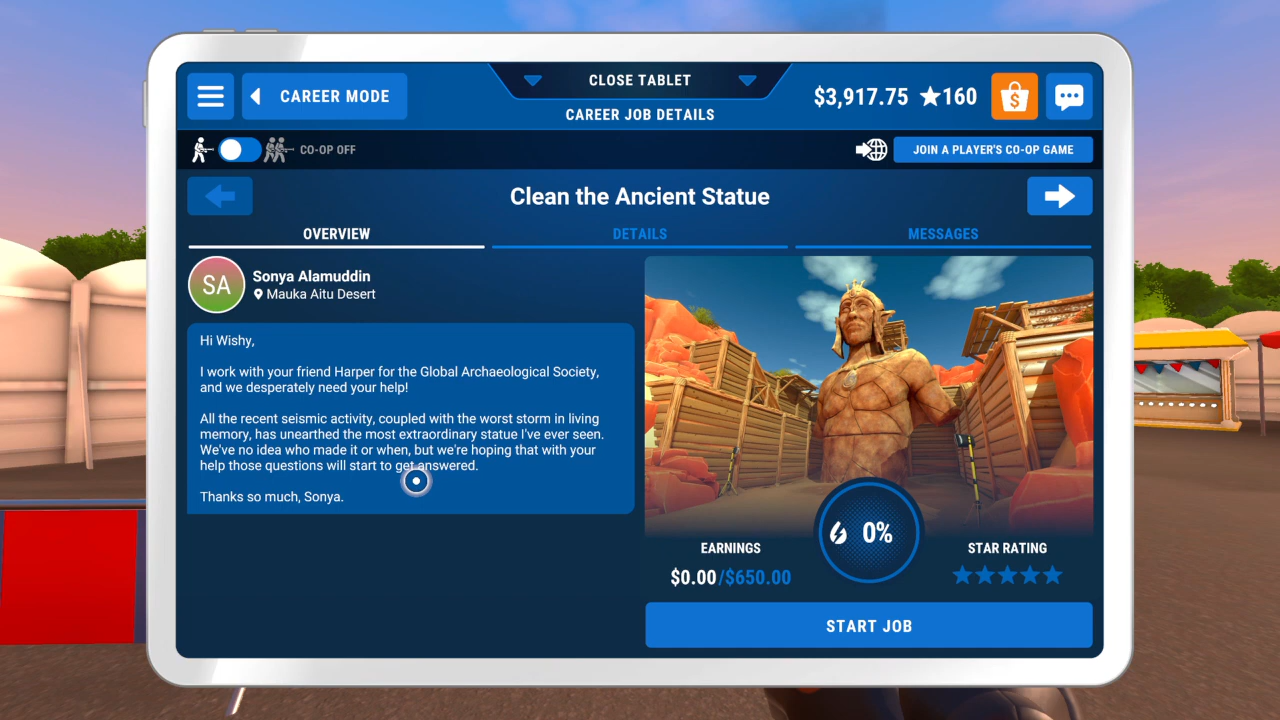 CLOSE TABLET
CAREER MODE
$3,917.75 ★160
CAREER JOB DETAILS
CO-OP OFF
JOIN A PLAYER'S CO-OP GAME
Clean the Ancient Statue
OVERVIEW
DETAILS
MESSAGES
SA
Sonya Alamuddin
Mauka Aitu Desert
Hi Wishy,
I work with your friend Harper for the Global Archaeological Society,
and we desperately need your help!
All the recent seismic activity, coupled with the worst storm in living
memory, has unearthed the most extraordinary statue I've ever seen.
We've no idea who made it or when, but we're hoping that with your
help those questions will start to get answered.
Thanks so much, Sonya.
EARNINGS
$0.00/$650.00
0%
STAR RATING
START JOB